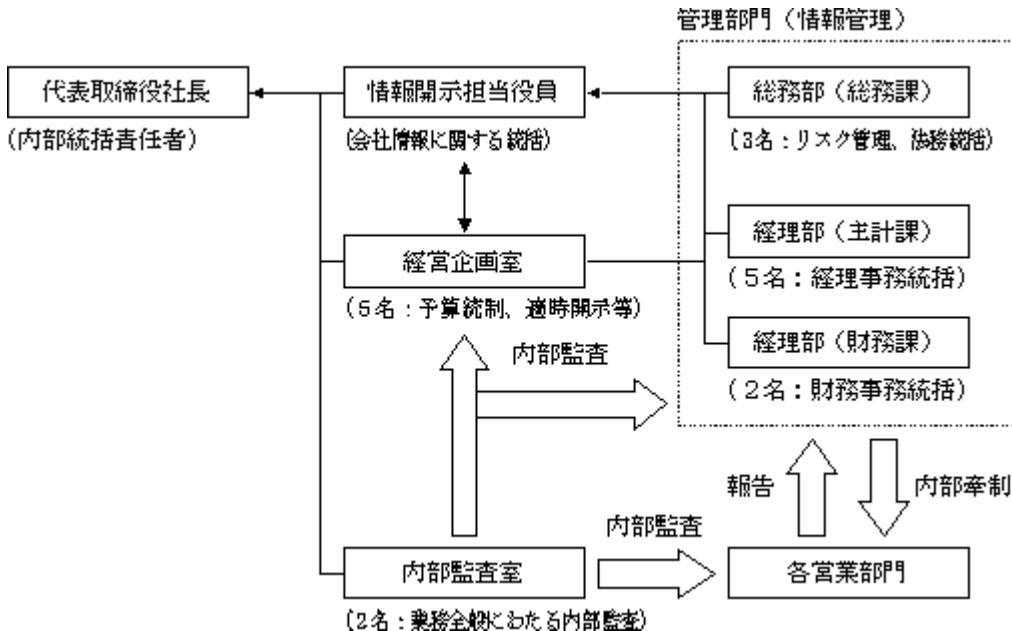 管理部門（情報管理）
代表取締役社長
(内部統括責任者)
情報開示担当役員
(会社情報に関する統括)
総務部（総務課）
(3名：リスク管理、法務統括)
経営企画室
(6名：予算統制、適時開示等)
経理部（主計課）
(５名：経理事務統括)
経理部（財務課）
(２名：財務事務統括)
内部監査
報告
内部牽制
内部監査
内部監査室
(2名：業務全般にわたる内部監査)
各営業部門